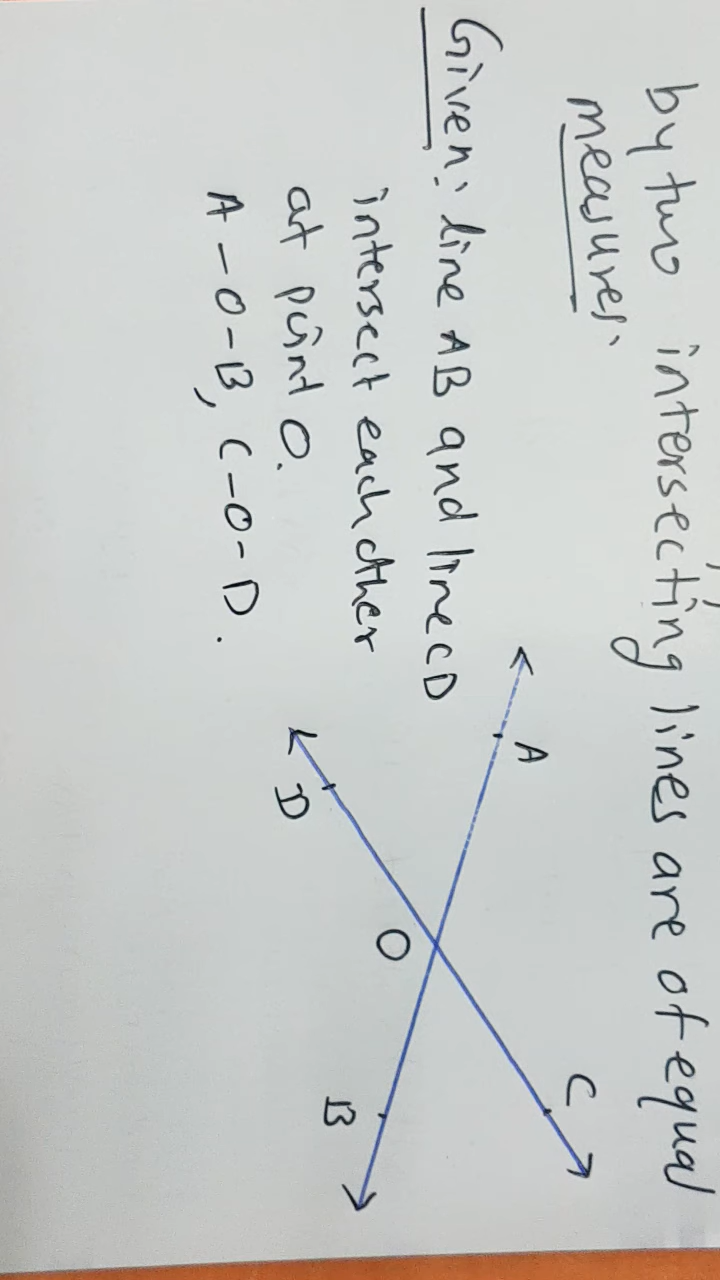 by two intersecting lines are of equal
measures.
Given: line AB and line CD
intersect each other
at point O.
A - O - B, C - O - D.
A
C
D
O
B